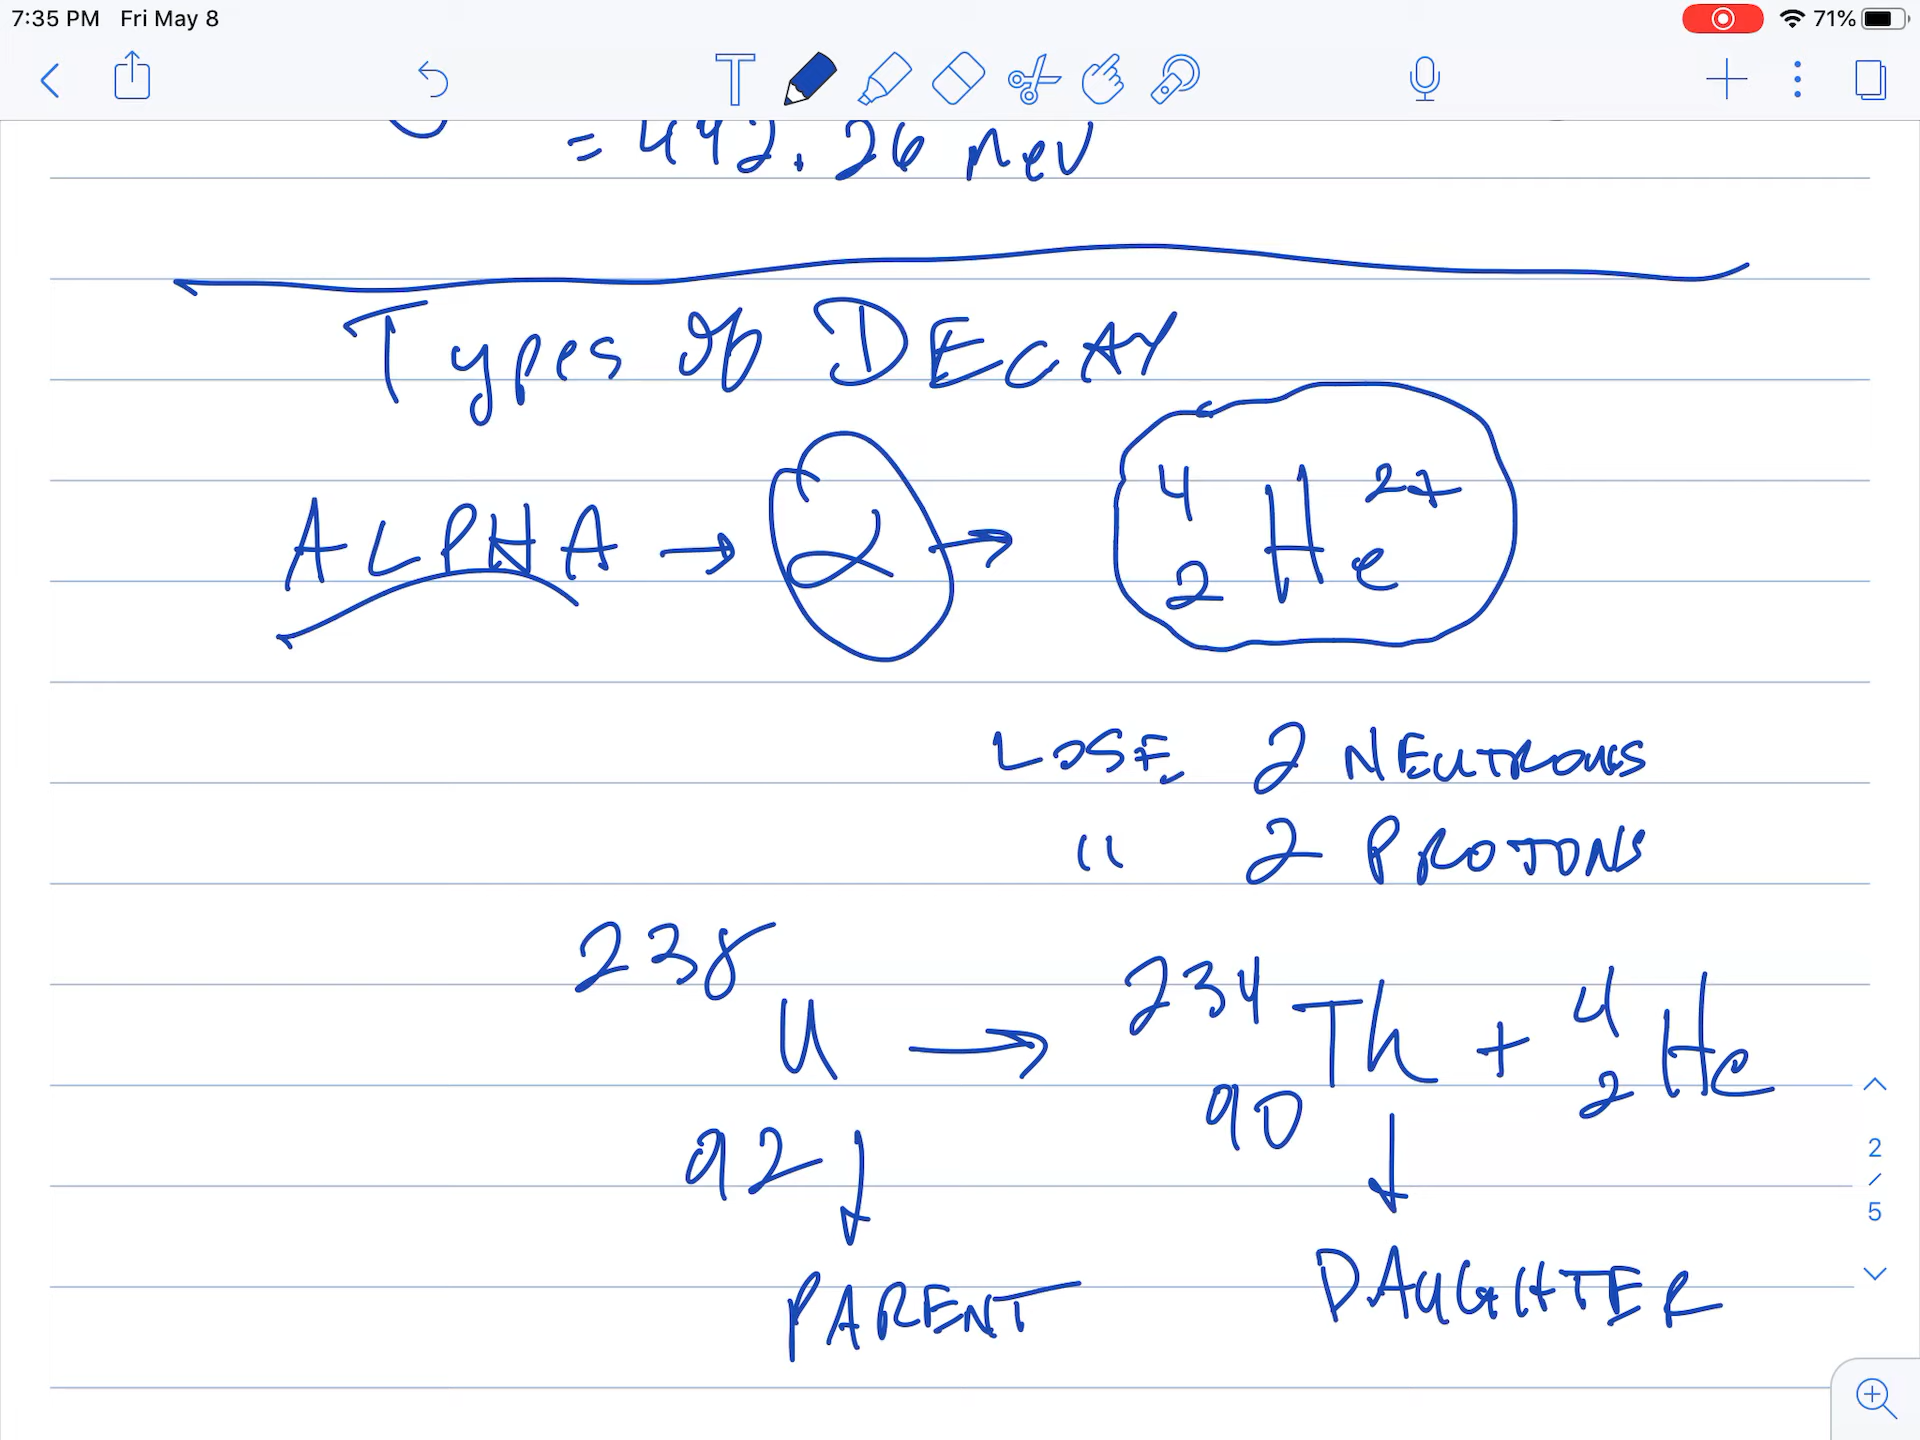 7:35 PM Fri May 8
71%
T
= 442.26 MeV
Types of DECAY
ALPHA → α → ⁴₂He²⁺
LOSE 2 NEUTRONS
" 2 PROTONS
²³⁸₉₂U → ²³⁴₉₀Th + ⁴₂He
PARENT DAUGHTER
2
/
5